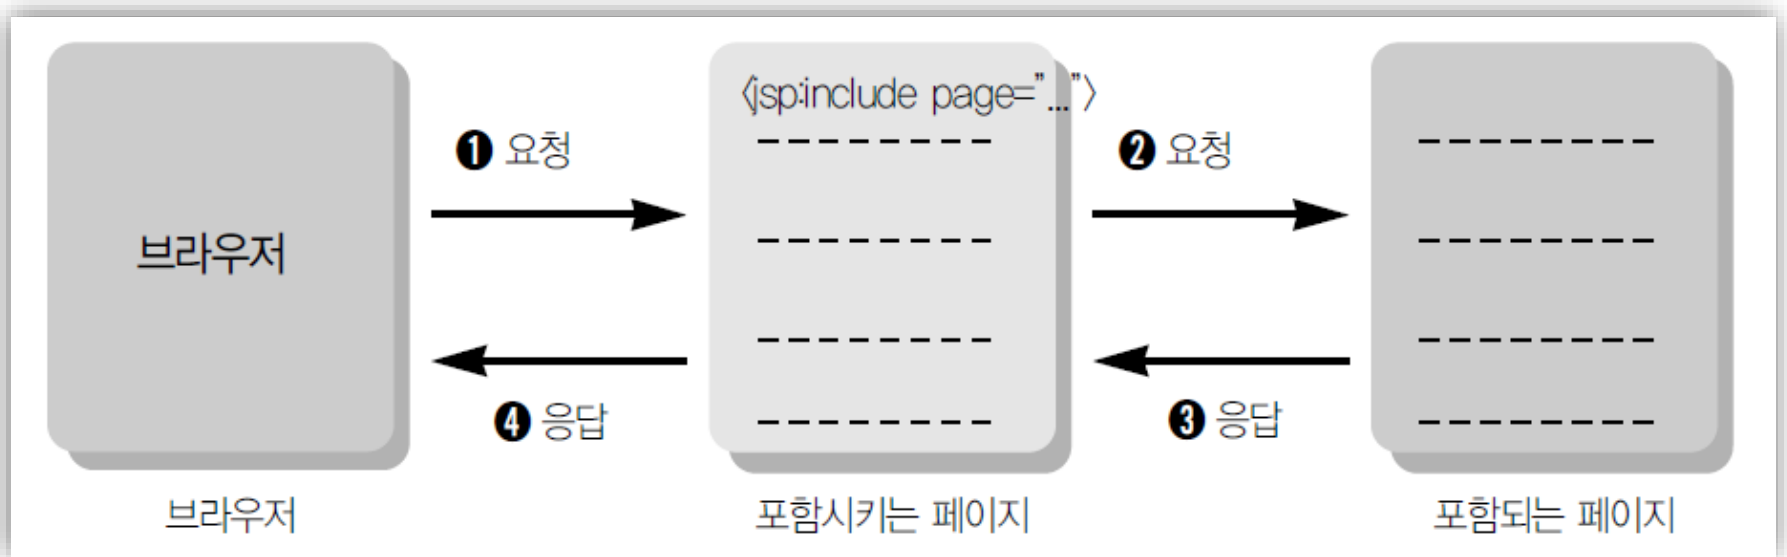 <jsp:include page="...">
❶ 요청
❷ 요청
브라우저
❹ 응답
❸ 응답
브라우저
포함시키는 페이지
포함되는 페이지